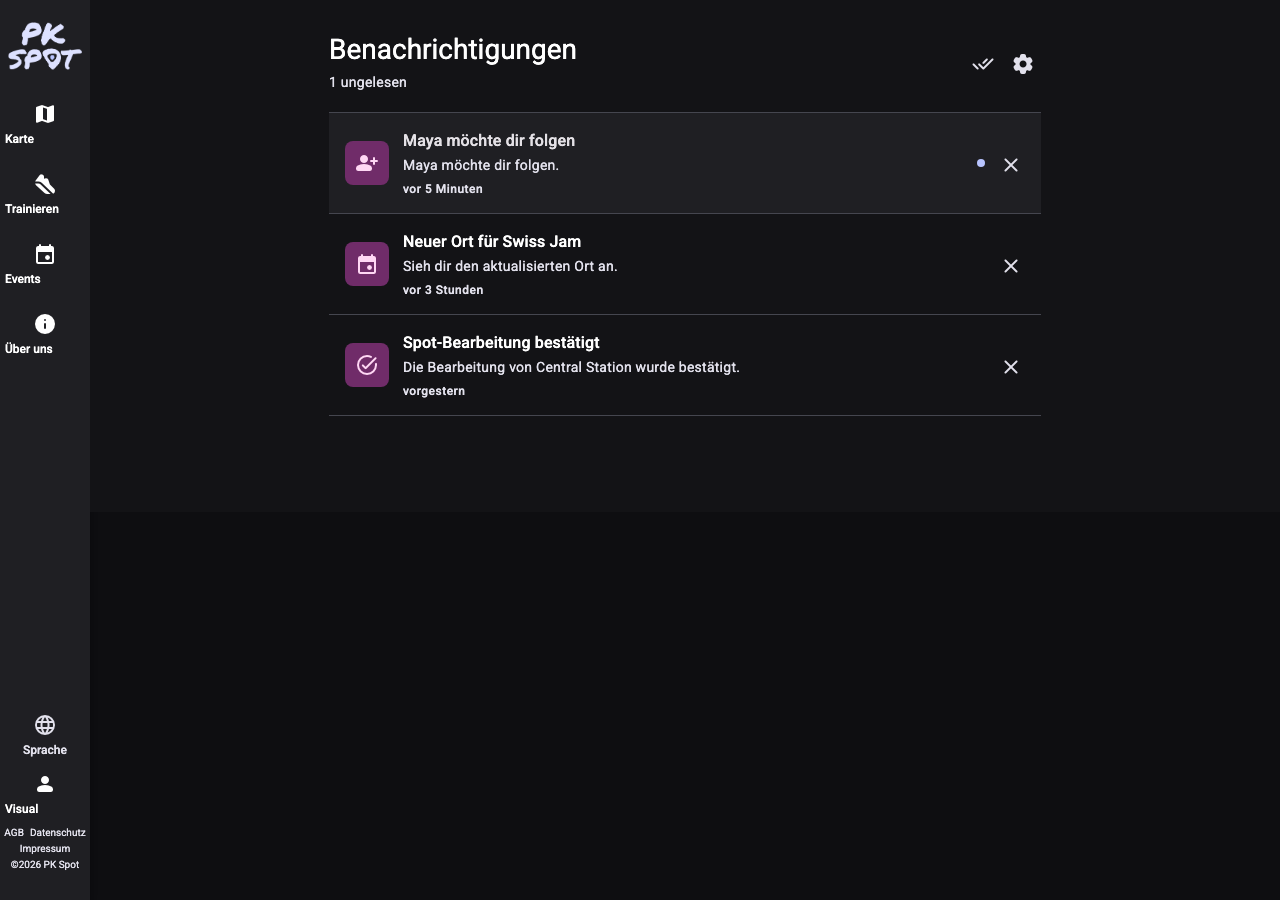 PK
SPOT
Karte
Trainieren
Events
Über uns
Sprache
Visual
AGB Datenschutz
Impressum
©2026 PK Spot
Benachrichtigungen
1 ungelesen
Maya möchte dir folgen
Maya möchte dir folgen.
vor 5 Minuten
Neuer Ort für Swiss Jam
Sieh dir den aktualisierten Ort an.
vor 3 Stunden
Spot-Bearbeitung bestätigt
Die Bearbeitung von Central Station wurde bestätigt.
vorgestern